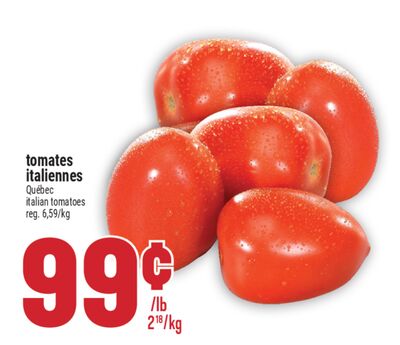 tomates
italiennes
Québec
italian tomatoes
reg. 6,59/kg
99¢
/lb
218/kg